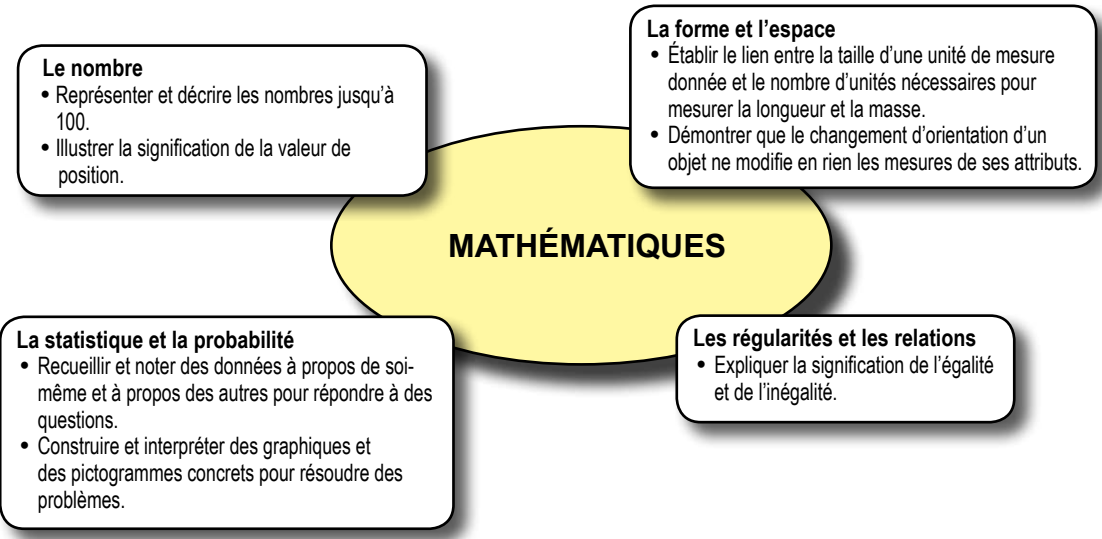 Le nombre
• Représenter et décrire les nombres jusqu'à
100.
• Illustrer la signification de la valeur de
position.
La forme et l'espace
• Établir le lien entre la taille d'une unité de mesure
donnée et le nombre d'unités nécessaires pour
mesurer la longueur et la masse.
• Démontrer que le changement d'orientation d'un
objet ne modifie en rien les mesures de ses attributs.
MATHÉMATIQUES
La statistique et la probabilité
• Recueillir et noter des données à propos de soi-
même et à propos des autres pour répondre à des
questions.
• Construire et interpréter des graphiques et
des pictogrammes concrets pour résoudre des
problèmes.
Les régularités et les relations
• Expliquer la signification de l'égalité
et de l'inégalité.